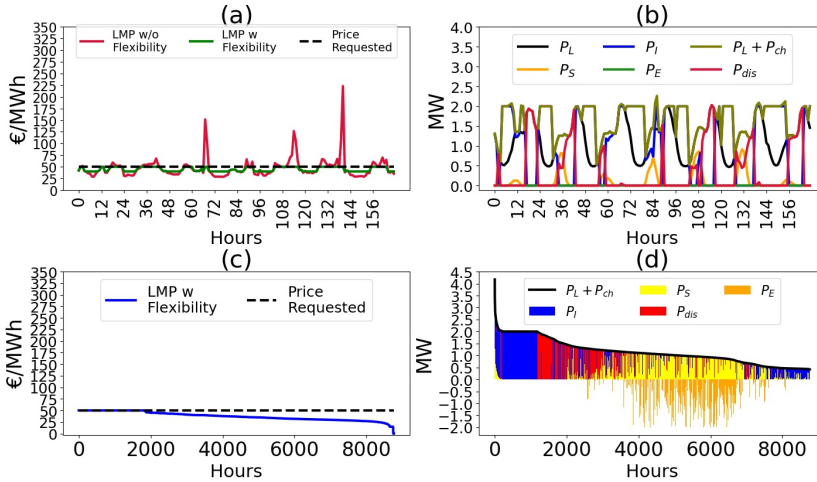 (a)
€/MWh
350
325
300
275
250
225
200
175
150
125
100
75
50
25
0
LMP w/o
Flexibility
LMP w
Flexibility
Price
Requested
0
12
24
36
48
60
72
84
96
108
120
132
144
156
Hours
(b)
MW
4.0
3.5
3.0
2.5
2.0
1.5
1.0
0.5
0.0
P_L
P_I
P_L + P_ch
P_S
P_E
P_dis
0
12
24
36
48
60
72
84
96
108
120
132
144
156
Hours
(c)
€/MWh
350
325
300
275
250
225
200
175
150
125
100
75
50
25
0
LMP w
Flexibility
Price
Requested
0
2000
4000
6000
8000
Hours
(d)
MW
4.5
4.0
3.5
3.0
2.5
2.0
1.5
1.0
0.5
0.0
−0.5
−1.0
−1.5
−2.0
P_L + P_ch
P_S
P_E
P_I
P_dis
0
2000
4000
6000
8000
Hours